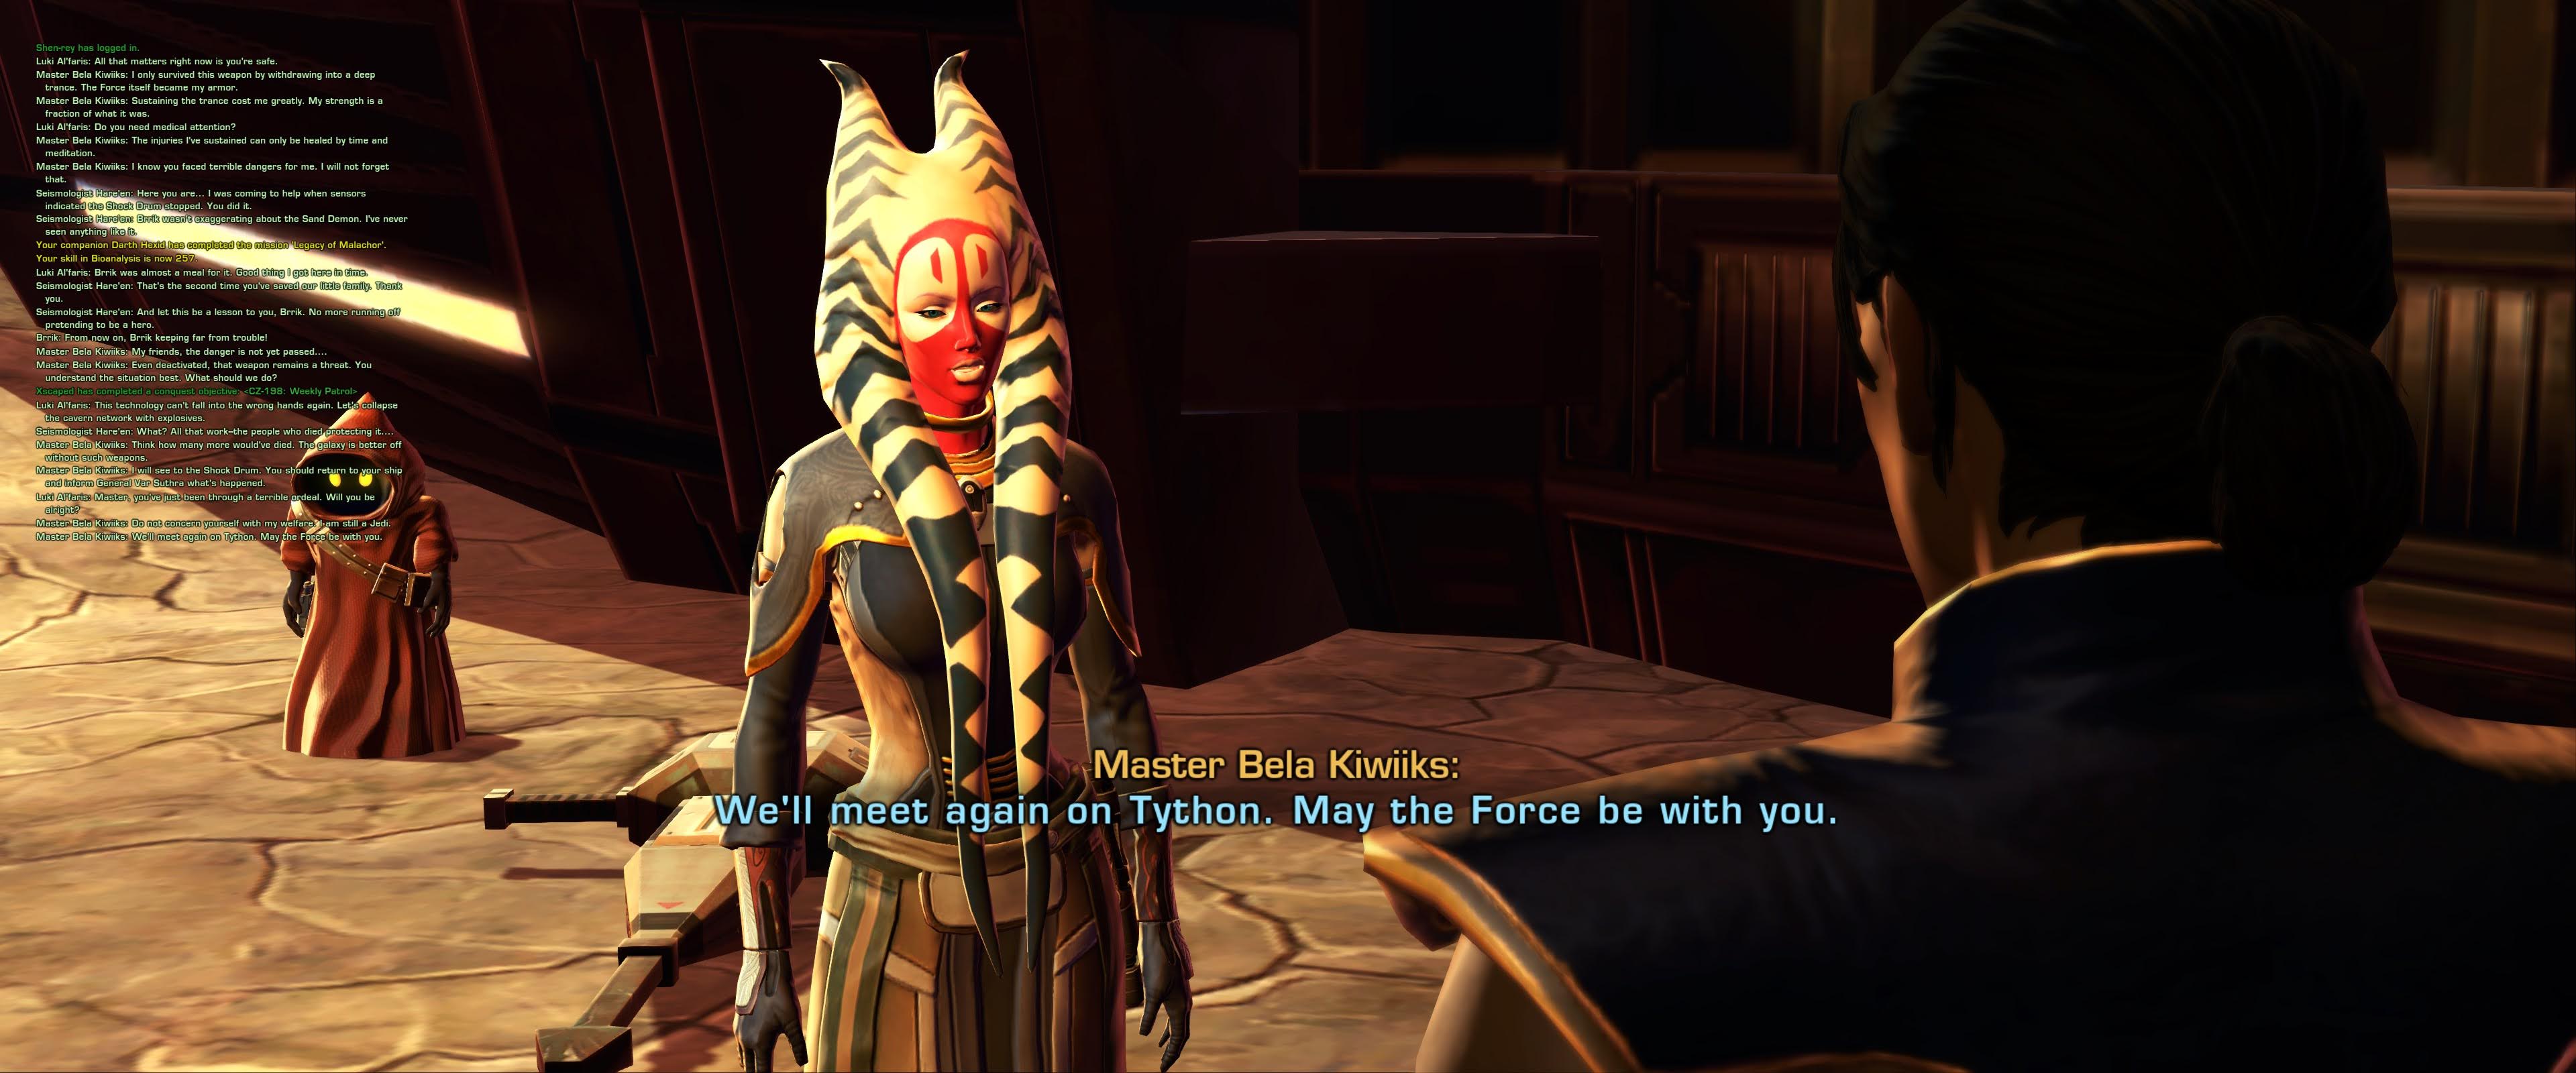 Shen-rey has logged in.
Luki Al'faris: All that matters right now is you're safe.
Master Bela Kiwiiks: I only survived this weapon by withdrawing into a deep
trance. The Force itself became my armor.
Master Bela Kiwiiks: Sustaining the trance cost me greatly. My strength is a
fraction of what it was.
Luki Al'faris: Do you need medical attention?
Master Bela Kiwiiks: The injuries I've sustained can only be healed by time and
meditation.
Master Bela Kiwiiks: I know you faced terrible dangers for me. I will not forget
that.
Seismologist Hare'en: Here you are... I was coming to help when sensors
indicated the Shock Drum stopped. You did it.
Seismologist Hare'en: Brrik wasn't exaggerating about the Sand Demon. I've never
seen anything like it.
Your companion Darth Hexid has completed the mission 'Legacy of Malachor'.
Your skill in Bioanalysis is now 257.
Luki Al'faris: Brrik was almost a meal for it. Good thing I got here in time.
Seismologist Hare'en: That's the second time you've saved our little family. Thank
you.
Seismologist Hare'en: And let this be a lesson to you, Brrik. No more running off
pretending to be a hero.
Brrik: From now on, Brrik keeping far from trouble!
Master Bela Kiwiiks: My friends, the danger is not yet passed....
Master Bela Kiwiiks: Even deactivated, that weapon remains a threat. You
understand the situation best. What should we do?
Xscaped has completed a conquest objective: <CZ-198: Weekly Patrol>
Luki Al'faris: This technology can't fall into the wrong hands again. Let's collapse
the cavern network with explosives.
Seismologist Hare'en: What? All that work–the people who died protecting it....
Master Bela Kiwiiks: Think how many more would've died. The galaxy is better off
without such weapons.
Master Bela Kiwiiks: I will see to the Shock Drum. You should return to your ship
and inform General Var Suthra what's happened.
Luki Al'faris: Master, you've just been through a terrible ordeal. Will you be
alright?
Master Bela Kiwiiks: Do not concern yourself with my welfare. I am still a Jedi.
Master Bela Kiwiiks: We'll meet again on Tython. May the Force be with you.
Master Bela Kiwiiks:
We'll meet again on Tython. May the Force be with you.